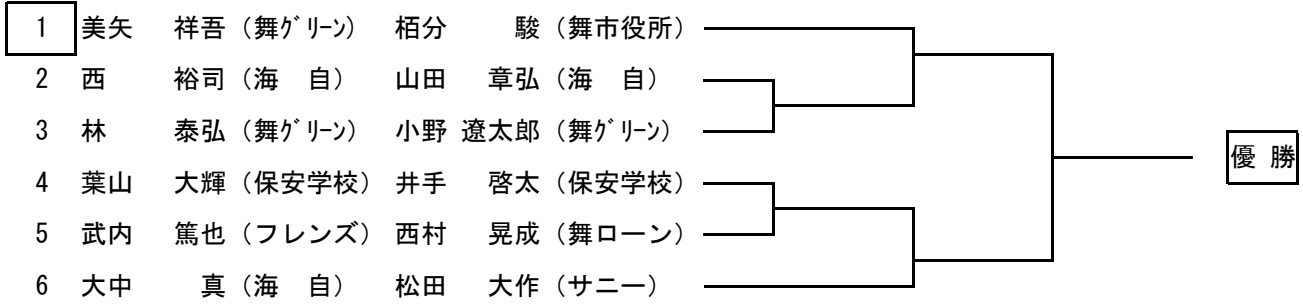 1 美矢 祥吾（舞ｸﾞﾘｰﾝ） 栢分 駿（舞市役所）
2 西 裕司（海 自） 山田 章弘（海 自）
3 林 泰弘（舞ｸﾞﾘｰﾝ） 小野 遼太郎（舞ｸﾞﾘｰﾝ）
4 葉山 大輝（保安学校） 井手 啓太（保安学校）
優 勝
5 武内 篤也（フレンズ） 西村 晃成（舞ローン）
6 大中 真（海 自） 松田 大作（サニー）